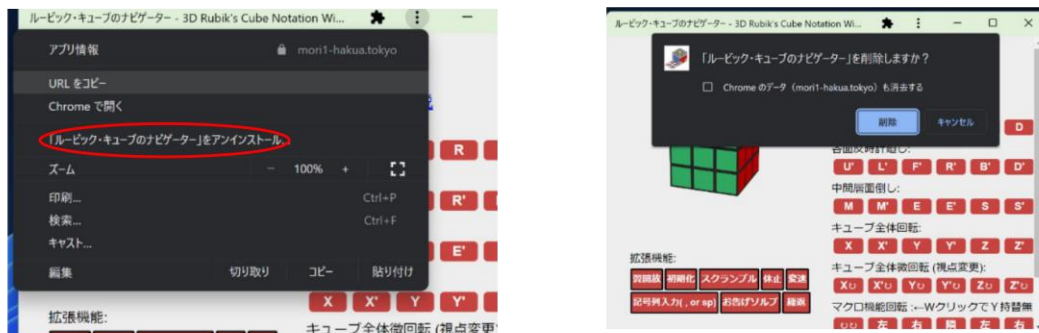 ルービック・キューブのナビゲーター - 3D Rubik's Cube Notation Wi...
アプリ情報 mori1-hakua.tokyo
URL をコピー
Chrome で開く
「ルービック・キューブのナビゲーター」をアンインストール...
ズーム - 100% +
印刷... Ctrl+P
検索... Ctrl+F
キャスト...
編集 切り取り コピー 貼り付け
R
R'
E'
X X' Y Y'
拡張機能:
キューブ全体微回転 (視点変更
ルービック・キューブのナビゲーター - 3D Rubik's Cube Notation Wi...
「ルービック・キューブのナビゲーター」を削除しますか?
Chrome のデータ (mori1-hakua.tokyo) も消去する
削除 キャンセル
D
各面反時計廻し:
U' L' F' R' B' D'
中間層面倒し:
M M' E E' S S'
キューブ全体回転:
X X' Y Y' Z Z'
キューブ全体微回転 (視点変更):
X∪ X'∪ Y∪ Y'∪ Z∪ Z'∪
マクロ機能回転 :←WクリックでY持替無
左 右 左 右
拡張機能:
初期化 スクランブル 休止 変速
記号列入力( , or sp) お告げソルブ